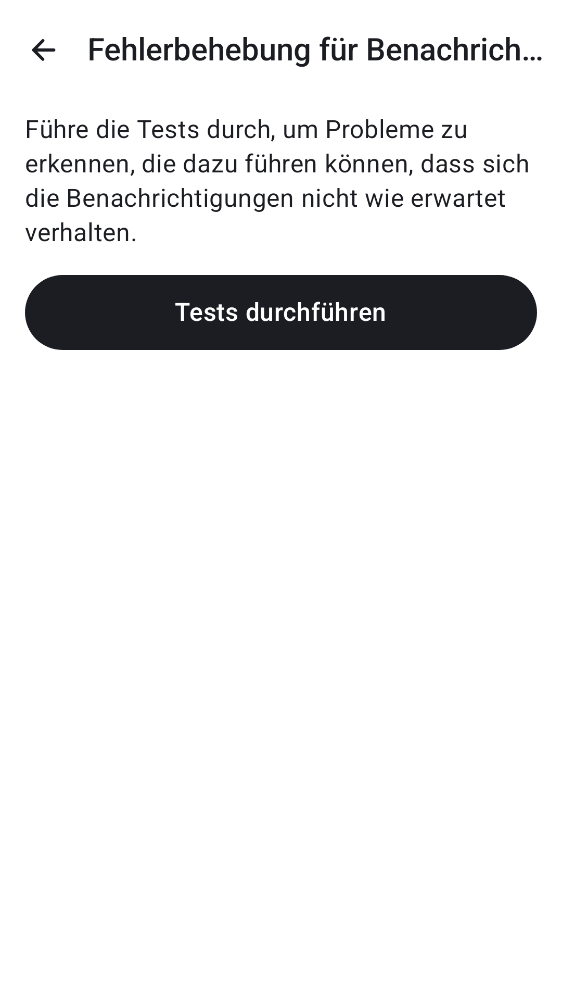 Fehlerbehebung für Benachrich...
Führe die Tests durch, um Probleme zu
erkennen, die dazu führen können, dass sich
die Benachrichtigungen nicht wie erwartet
verhalten.
Tests durchführen